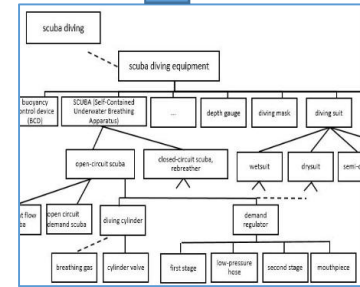 scuba diving
scuba diving equipment
buoyancy
control device
(BCD)
SCUBA (Self-Contained
Underwater Breathing
Apparatus)
...
depth gauge
diving mask
diving suit
open-circuit scuba
closed-circuit scuba,
rebreather
wetsuit
drysuit
semi-d
t flow
open circuit
demand scuba
diving cylinder
demand
regulator
breathing gas
cylinder valve
first stage
low-pressure
hose
second stage
mouthpiece